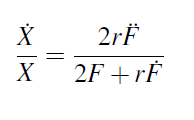 Ẋ/X = 2rF̈/(2F + rḞ)